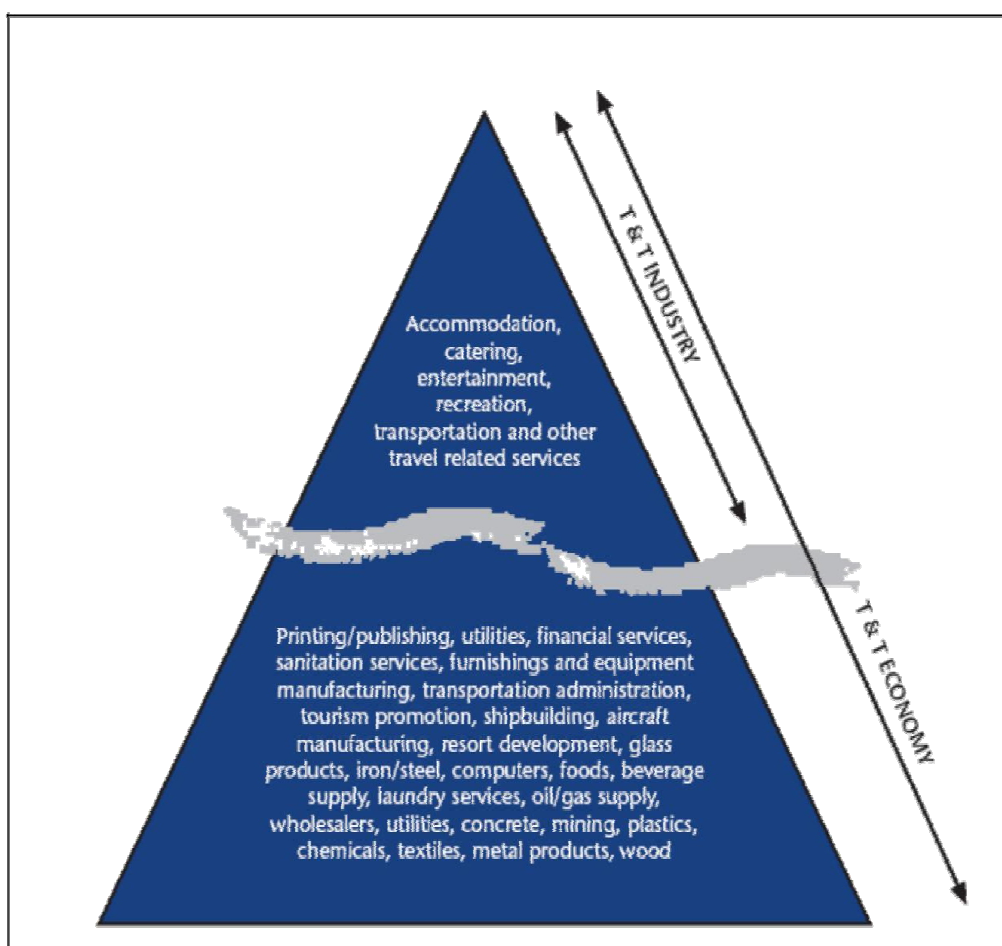 T & T INDUSTRY
T & T ECONOMY
Accommodation,
catering,
entertainment,
recreation,
transportation and other
travel related services
Printing/publishing, utilities, financial services,
sanitation services, furnishings and equipment
manufacturing, transportation administration,
tourism promotion, shipbuilding, aircraft
manufacturing, resort development, glass
products, iron/steel, computers, foods, beverage
supply, laundry services, oil/gas supply,
wholesalers, utilities, concrete, mining, plastics,
chemicals, textiles, metal products, wood